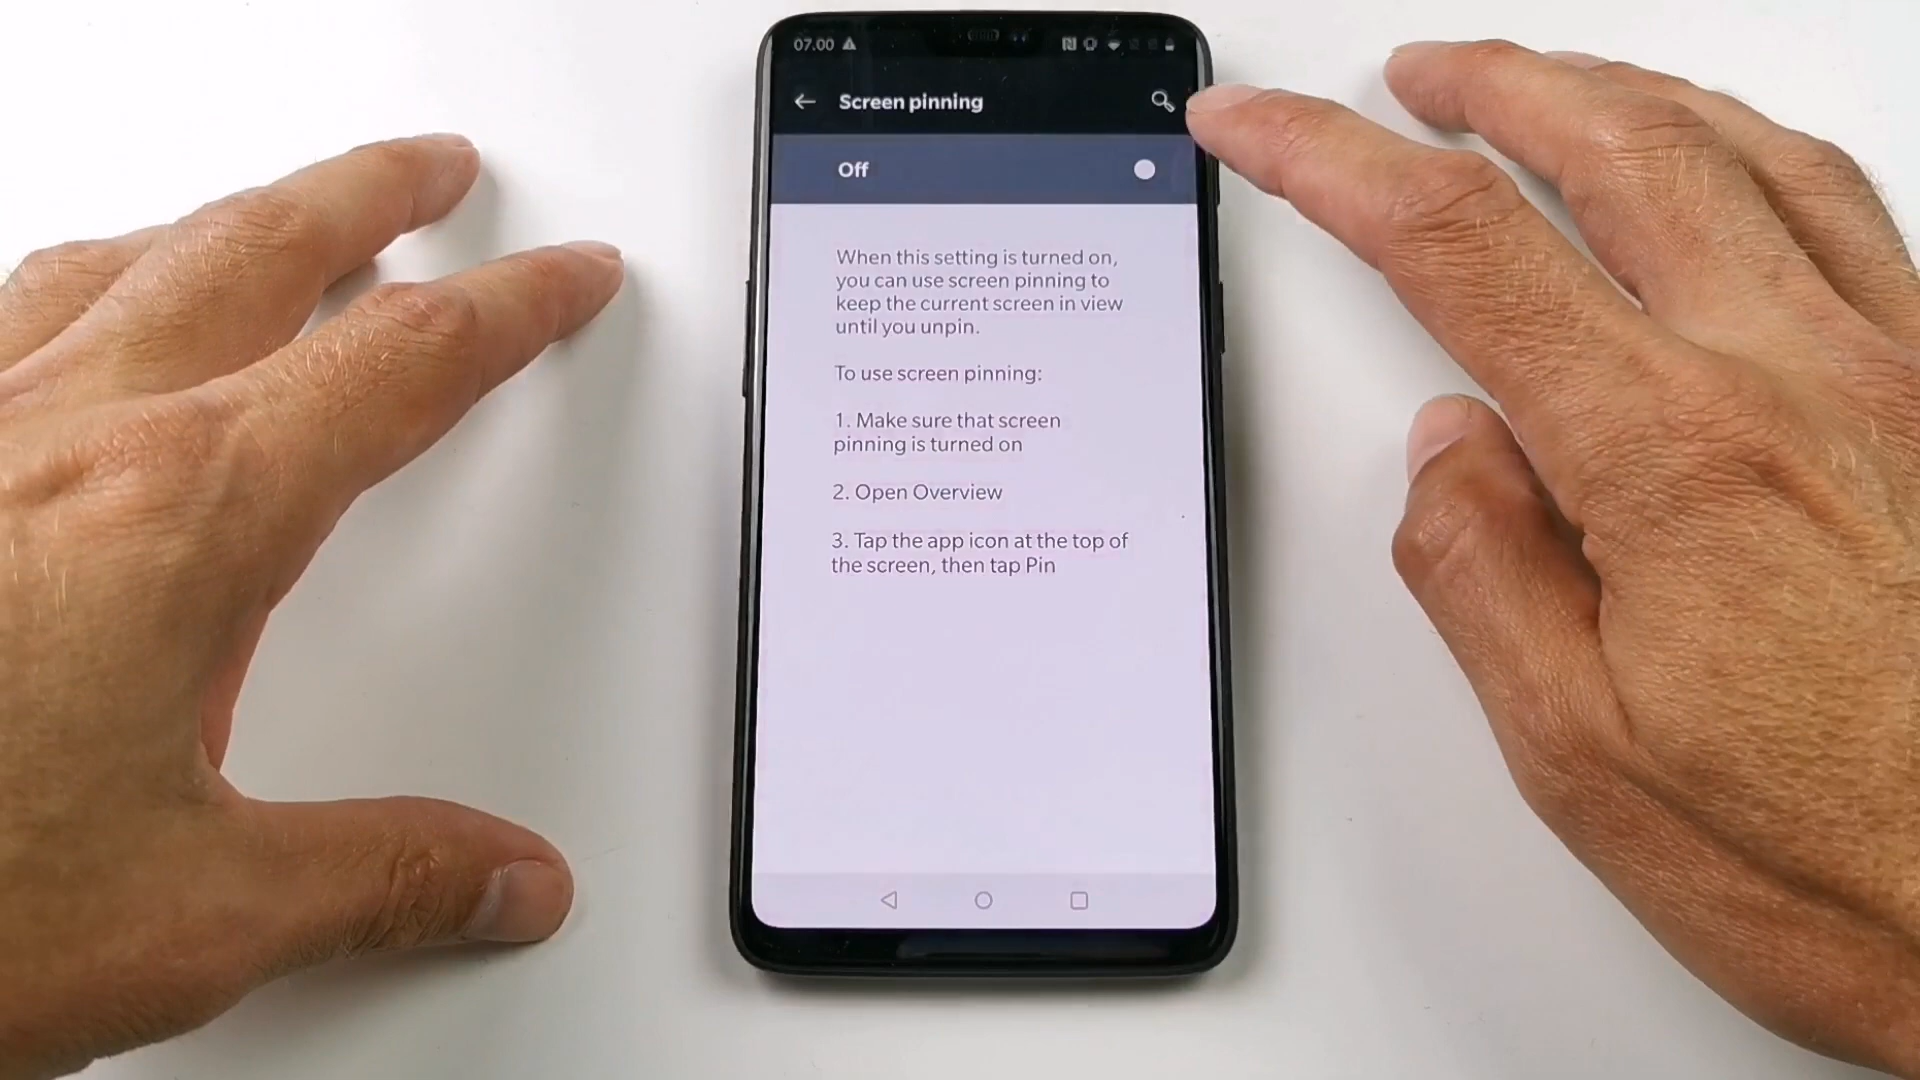 07.00
Screen pinning
Off
When this setting is turned on,
you can use screen pinning to
keep the current screen in view
until you unpin.
To use screen pinning:
1. Make sure that screen
pinning is turned on
2. Open Overview
3. Tap the app icon at the top of
the screen, then tap Pin